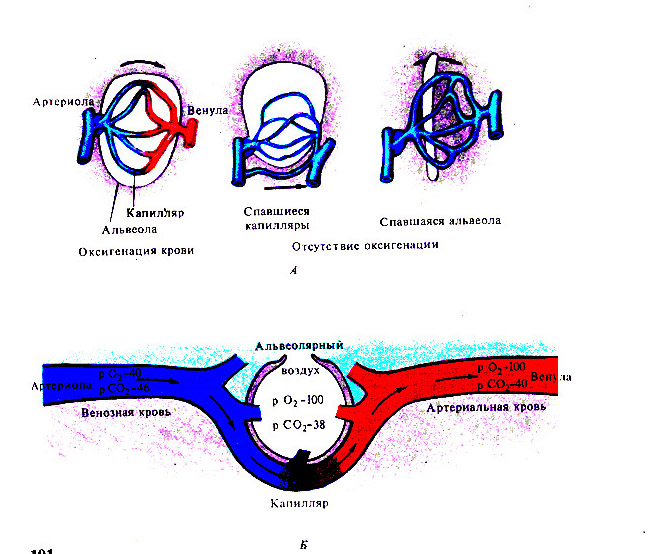 Артериола
Венула
Капилляр
Альвеола
Оксигенация крови
Спавшиеся
капилляры
Спавшаяся альвеола
Отсутствие оксигенации
А
Альвеолярный
воздух
p O₂-40
Артериола
p CO₂-46
Венозная кровь
p O₂-100
p CO₂-38
p O₂-100
Венула
p CO₂-40
Артериальная кровь
Капилляр
Б